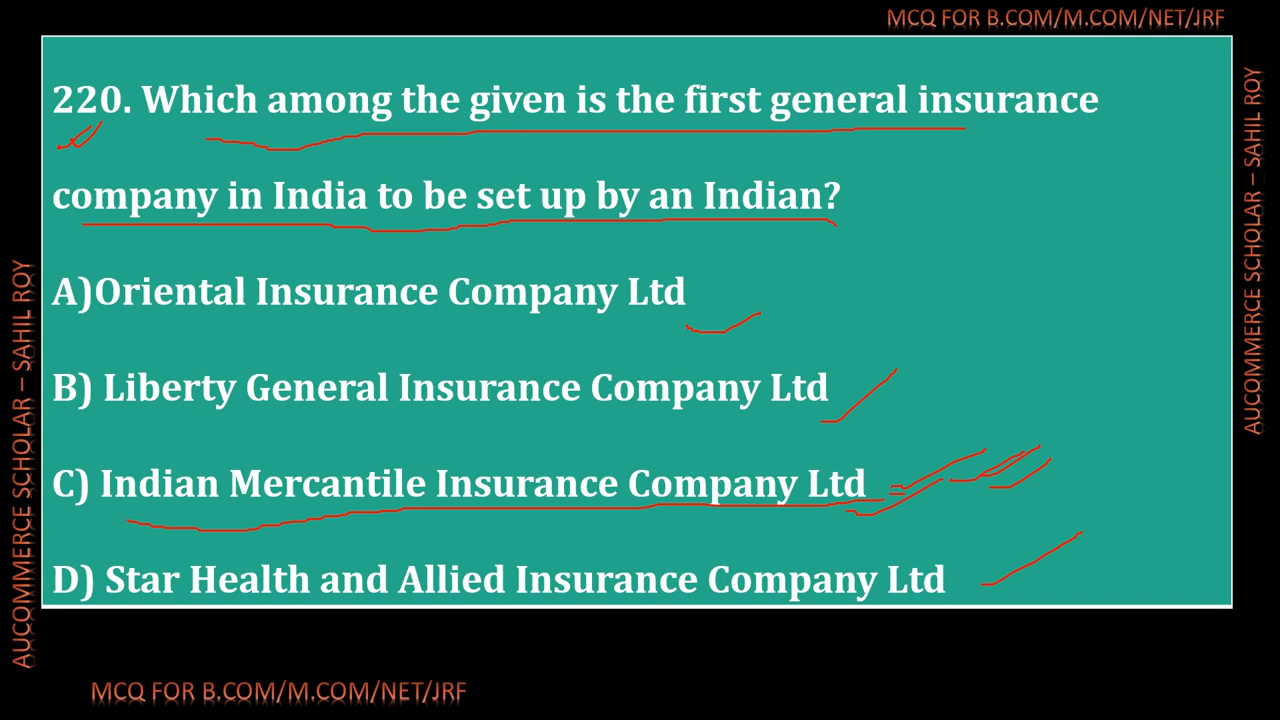 MCQ FOR B.COM/M.COM/NET/JRF
220. Which among the given is the first general insurance
company in India to be set up by an Indian?
A)Oriental Insurance Company Ltd
B) Liberty General Insurance Company Ltd
C) Indian Mercantile Insurance Company Ltd
D) Star Health and Allied Insurance Company Ltd
AUCOMMERCE SCHOLAR – SAHIL ROY
AUCOMMERCE SCHOLAR – SAHIL ROY
MCQ FOR B.COM/M.COM/NET/JRF